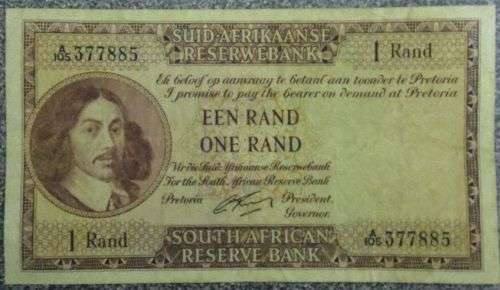 SUID-AFRIKAANSE
RESERWEBANK
A/105 377885
1 Rand
Ek beloof op aanvraag te betaal aan toonder te Pretoria
I promise to pay the bearer on demand at Pretoria
EEN RAND
ONE RAND
Vir die Suid-Afrikaanse Reserwebank
For the South African Reserve Bank
Pretoria
President.
Governor.
1 Rand
SOUTH AFRICAN
RESERVE BANK
A/105 377885